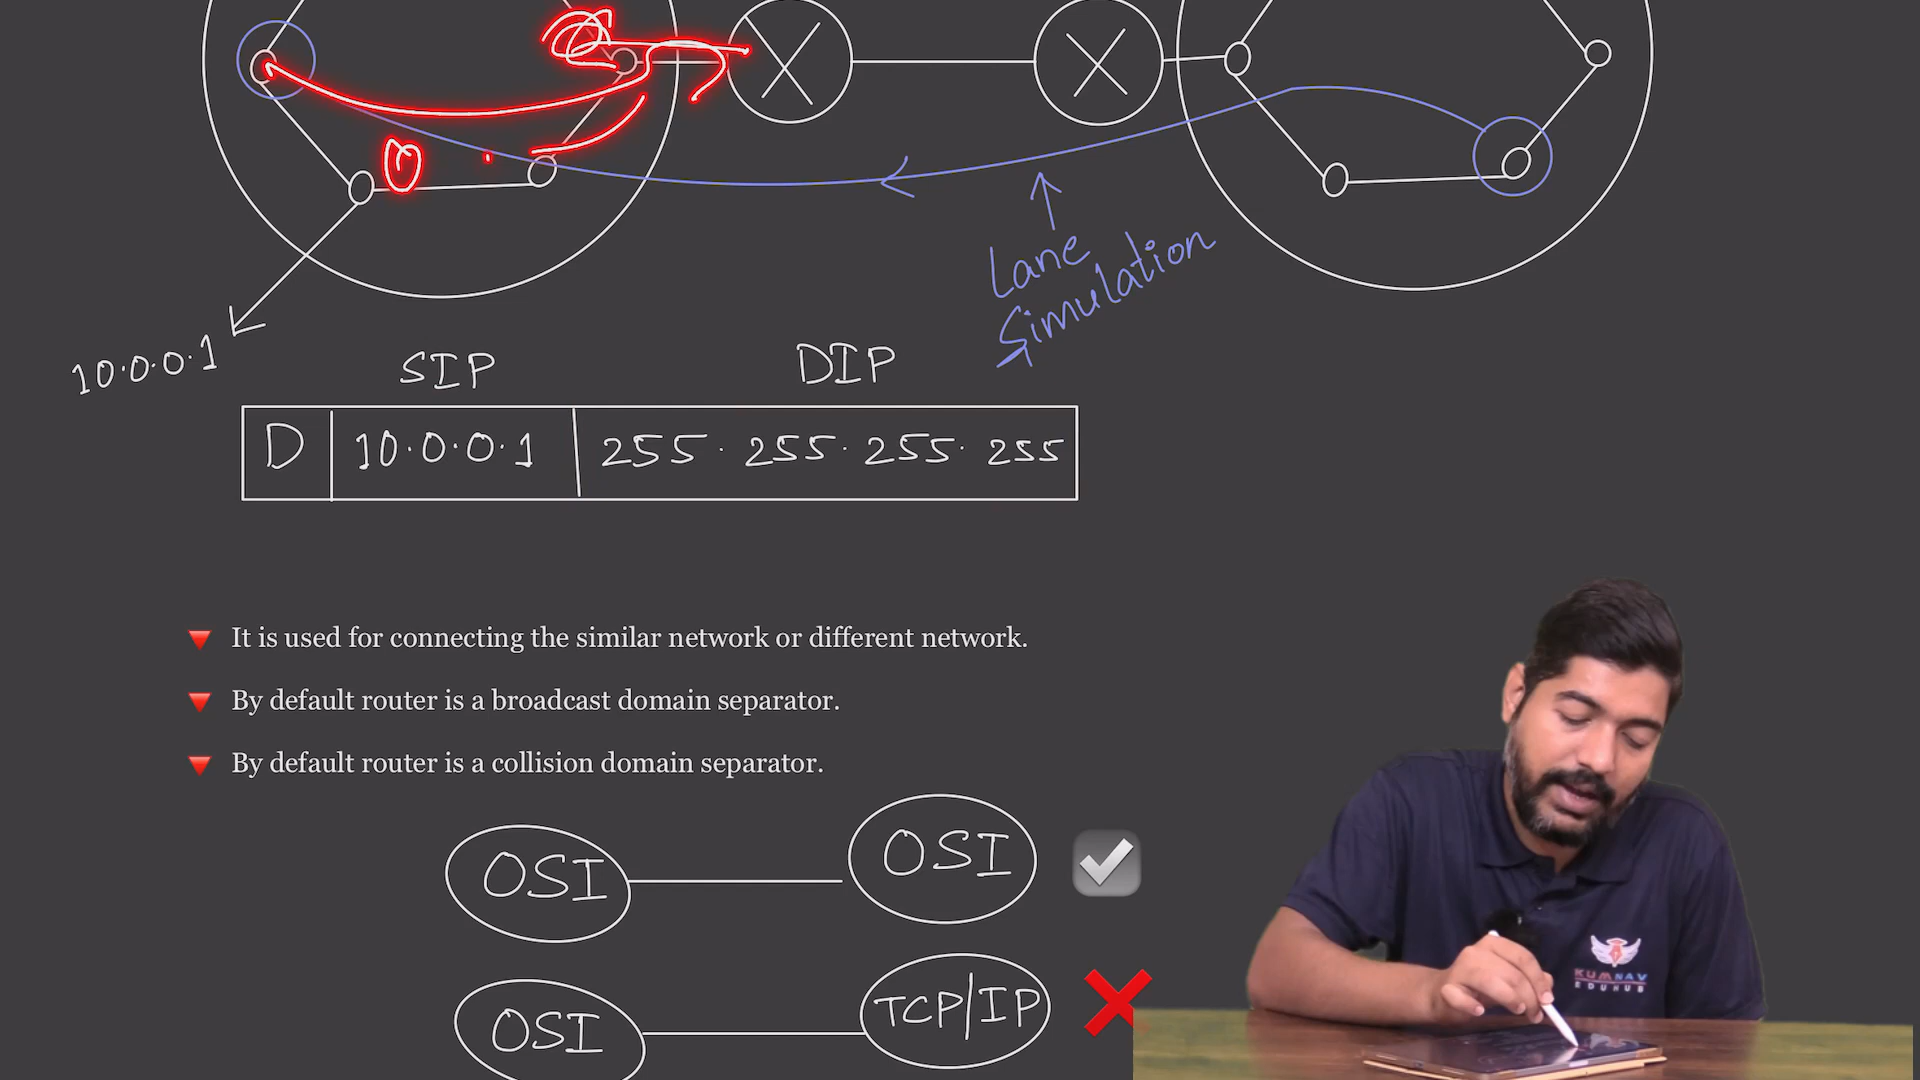 Lane
Simulation
10.0.0.1
SIP
DIP
D
10.0.0.1
255.255.255.255
It is used for connecting the similar network or different network.
By default router is a broadcast domain separator.
By default router is a collision domain separator.
OSI
OSI
OSI
TCP/IP
KUMNAV
EDUHUB